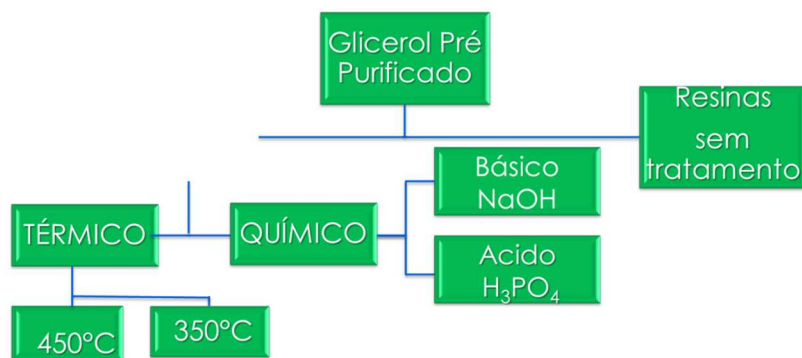 Glicerol Pré
Purificado
Resinas
sem
tratamento
Básico
NaOH
TÉRMICO
QUÍMICO
Acido
H₃PO₄
450°C
350°C